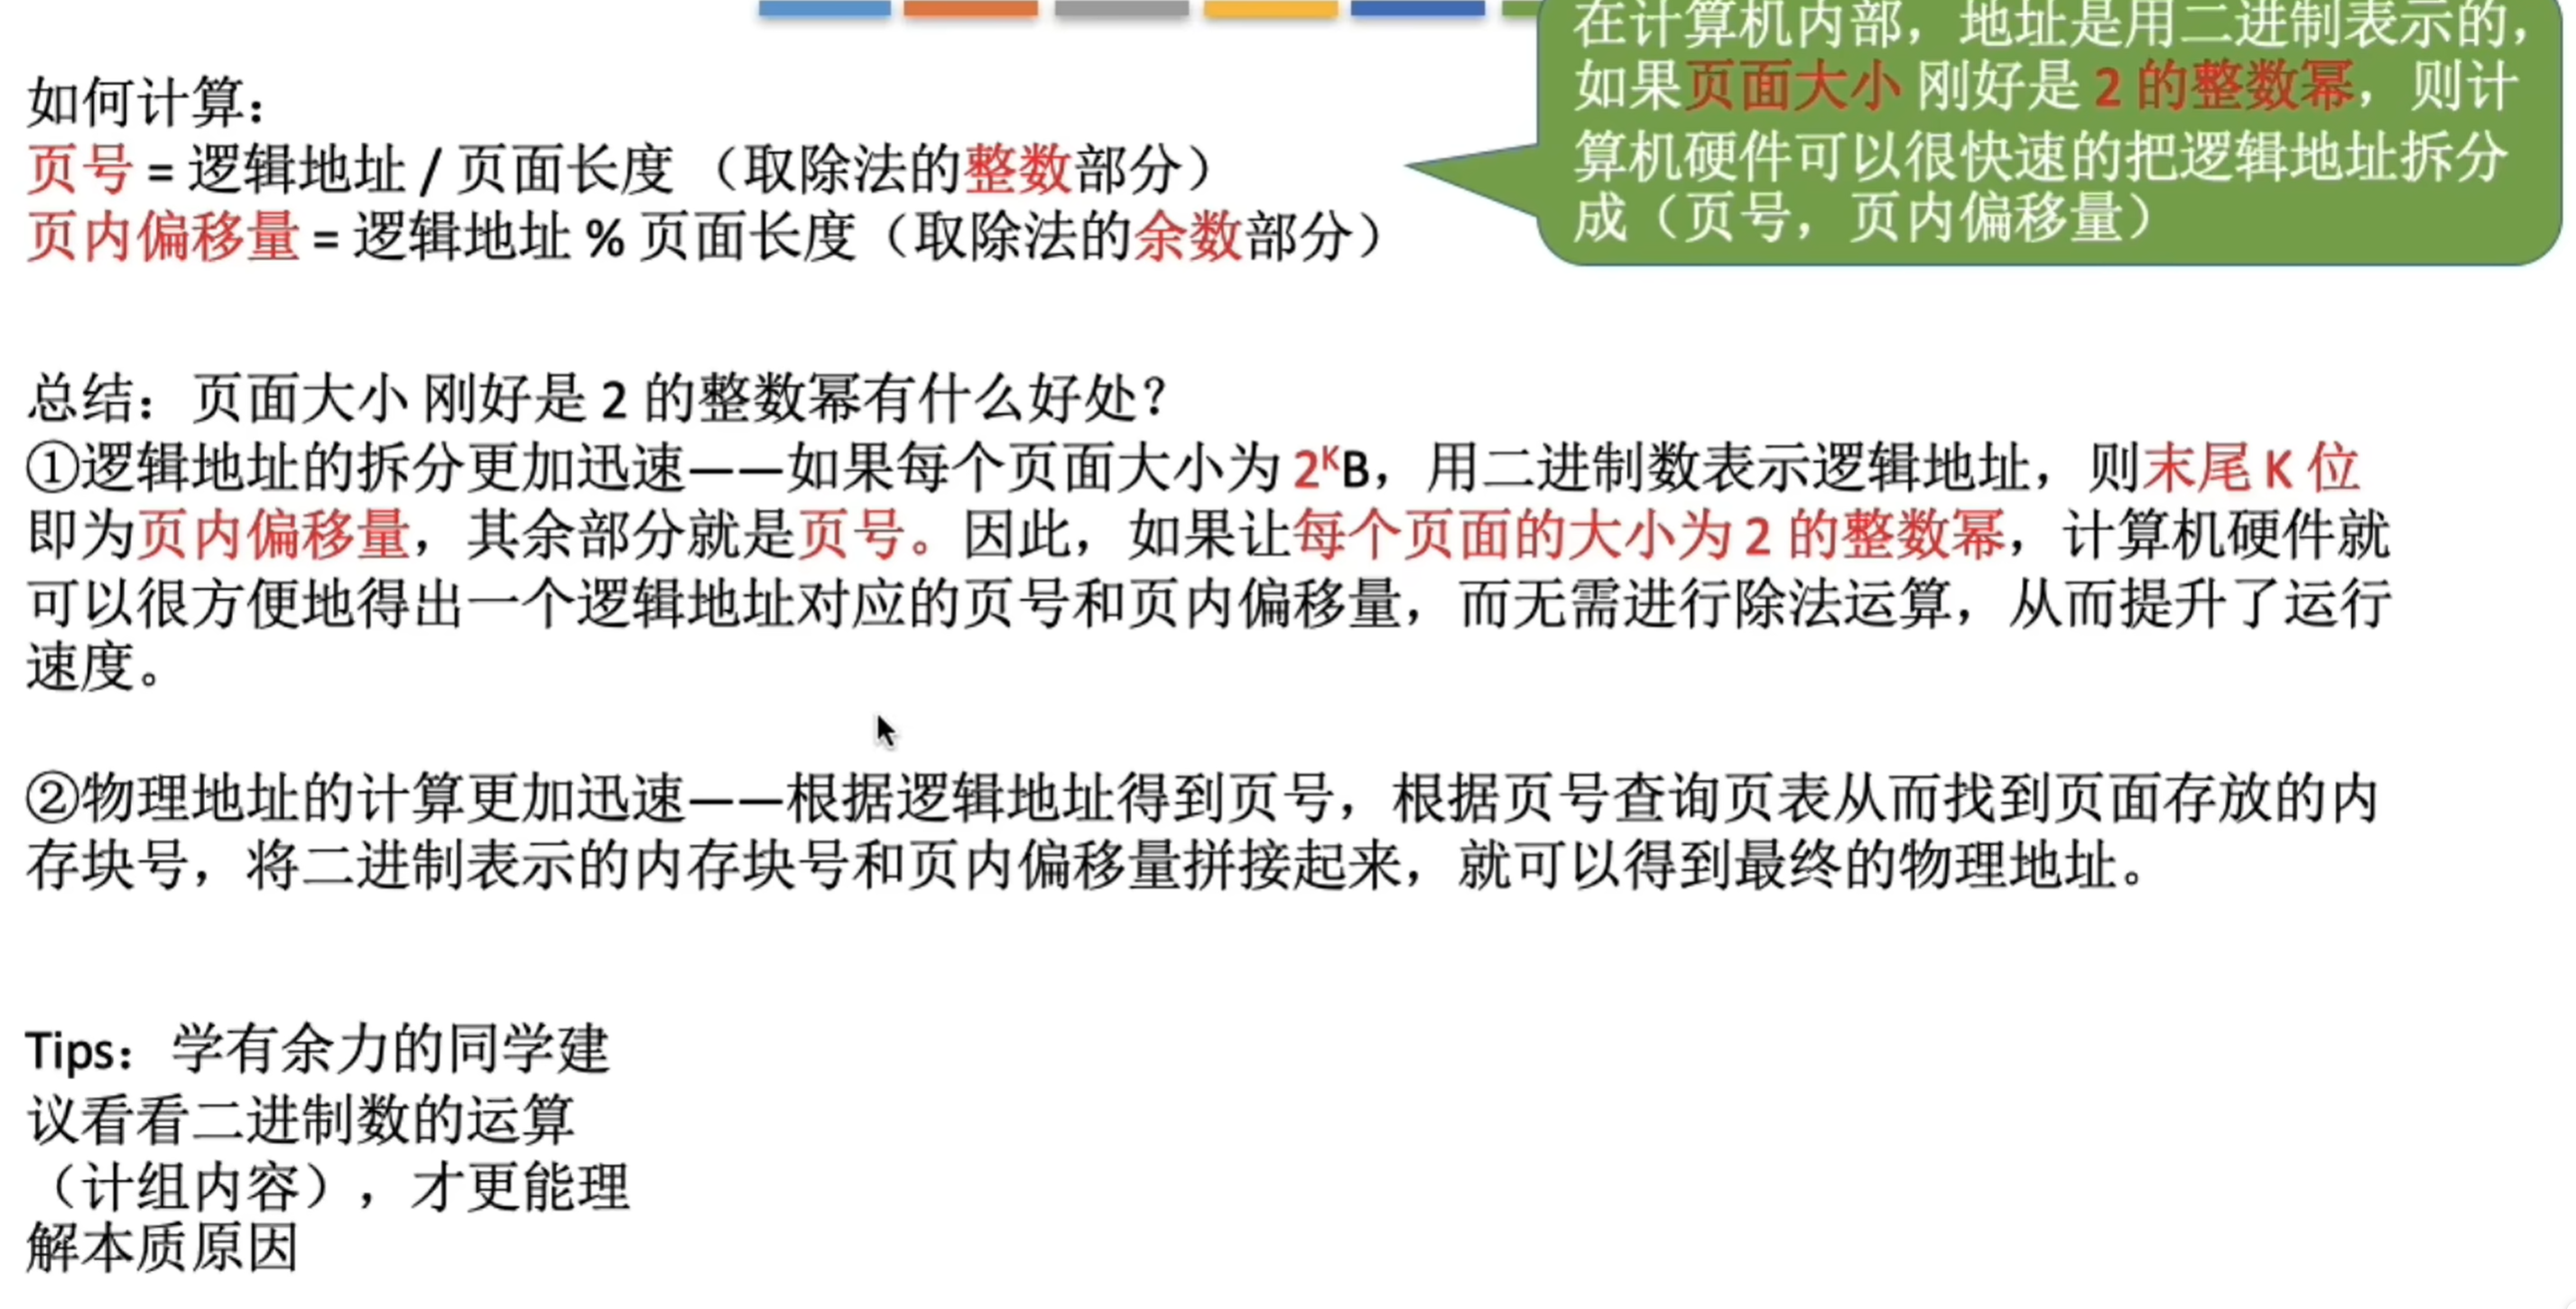 在计算机内部，地址是用二进制表示的，
如果页面大小 刚好是 2 的整数幂，则计
算机硬件可以很快速的把逻辑地址拆分
成（页号，页内偏移量）
如何计算：
页号 = 逻辑地址 / 页面长度 （取除法的整数部分）
页内偏移量 = 逻辑地址 % 页面长度（取除法的余数部分）
总结：页面大小 刚好是 2 的整数幂有什么好处？
①逻辑地址的拆分更加迅速——如果每个页面大小为 2ᴷB，用二进制数表示逻辑地址，则末尾 K 位
即为页内偏移量，其余部分就是页号。因此，如果让每个页面的大小为 2 的整数幂，计算机硬件就
可以很方便地得出一个逻辑地址对应的页号和页内偏移量，而无需进行除法运算，从而提升了运行
速度。
②物理地址的计算更加迅速——根据逻辑地址得到页号，根据页号查询页表从而找到页面存放的内
存块号，将二进制表示的内存块号和页内偏移量拼接起来，就可以得到最终的物理地址。
Tips：学有余力的同学建
议看看二进制数的运算
（计组内容），才更能理
解本质原因